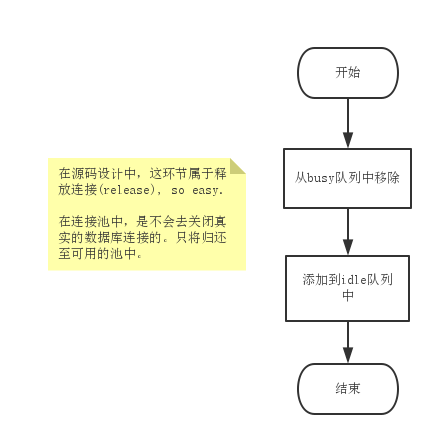 开始
从busy队列中移除
在源码设计中，这环节属于释
放连接(release), so easy.
在连接池中，是不会去关闭真
实的数据库连接的。只将归还
至可用的池中。
添加到idle队列
中
结束